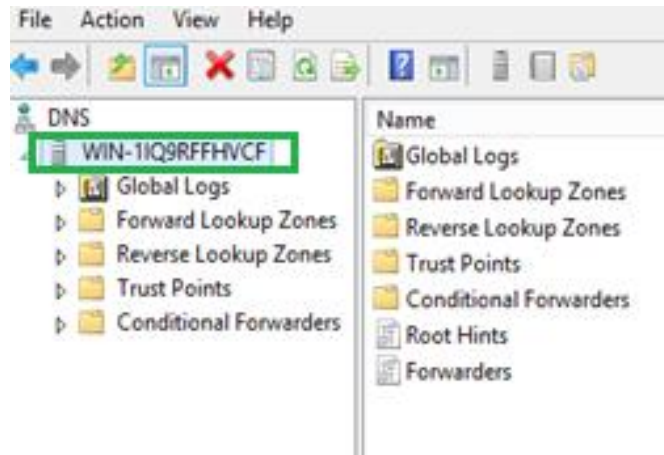 File Action View Help
DNS
WIN-1IQ9RFFHVCF
Global Logs
Forward Lookup Zones
Reverse Lookup Zones
Trust Points
Conditional Forwarders
Name
Global Logs
Forward Lookup Zones
Reverse Lookup Zones
Trust Points
Conditional Forwarders
Root Hints
Forwarders